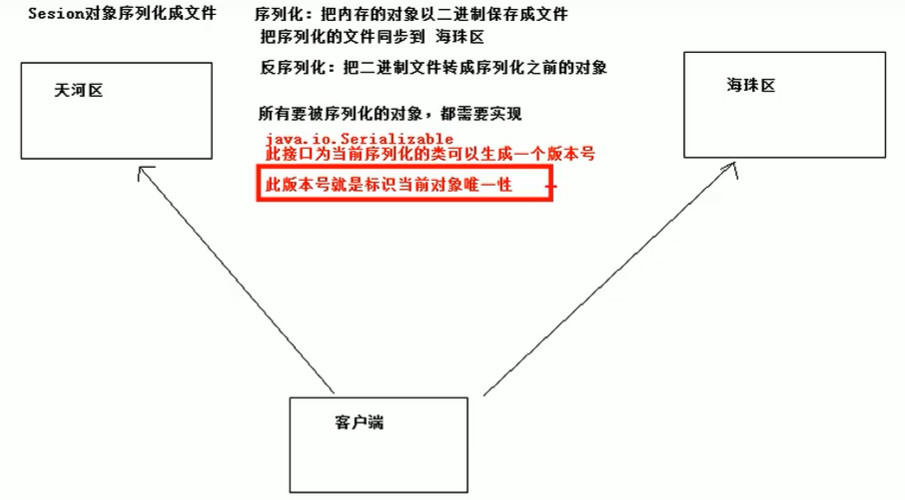 Sesion对象序列化成文件
序列化：把内存的对象以二进制保存成文件
把序列化的文件同步到 海珠区
反序列化：把二进制文件转成序列化之前的对象
天河区
海珠区
所有要被序列化的对象，都需要实现
java.io.Serializable
此接口为当前序列化的类可以生成一个版本号
此版本号就是标识当前对象唯一性
客户端